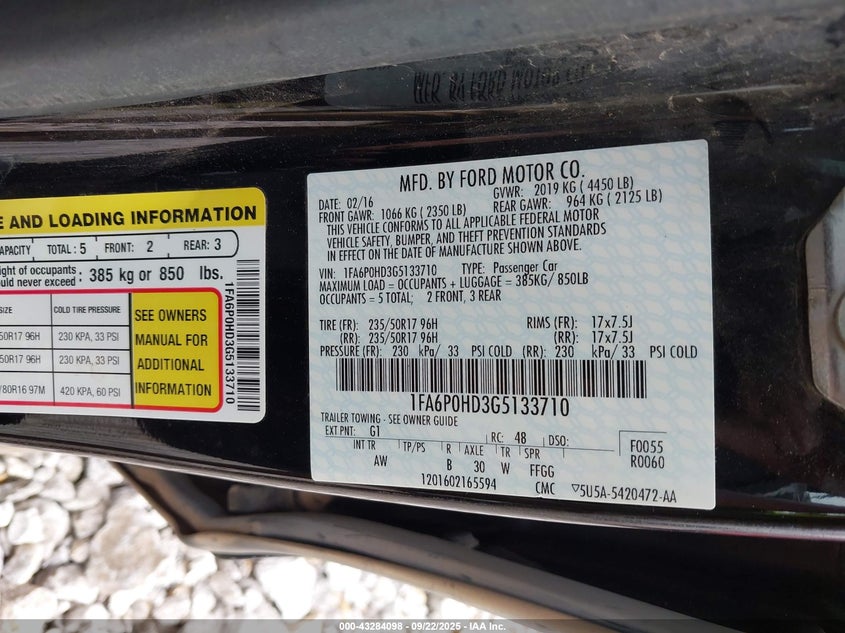 E AND LOADING INFORMATION
CAPACITY TOTAL: 5 FRONT: 2 REAR: 3
ight of occupants
uld never exceed : 385 kg or 850 lbs.
SIZE COLD TIRE PRESSURE
/50R17 96H 230 KPA, 33 PSI
50R17 96H 230 KPA, 33 PSI
/80R16 97M 420 KPA, 60 PSI
SEE OWNERS
MANUAL FOR
ADDITIONAL
INFORMATION
1FA6P0HD3G5133710
MFD. BY FORD MOTOR CO.
DATE: 02/16 GVWR: 2019 KG ( 4450 LB)
FRONT GAWR: 1066 KG ( 2350 LB) REAR GAWR: 964 KG ( 2125 LB)
THIS VEHICLE CONFORMS TO ALL APPLICABLE FEDERAL MOTOR
VEHICLE SAFETY, BUMPER, AND THEFT PREVENTION STANDARDS
IN EFFECT ON THE DATE OF MANUFACTURE SHOWN ABOVE.
VIN: 1FA6P0HD3G5133710 TYPE: Passenger Car
MAXIMUM LOAD = OCCUPANTS + LUGGAGE = 385KG/ 850LB
OCCUPANTS = 5 TOTAL; 2 FRONT, 3 REAR
TIRE (FR): 235/50R17 96H RIMS (FR): 17x7.5J
(RR): 235/50R17 96H (RR): 17x7.5J
PRESSURE (FR): 230 kPa/ 33 PSI COLD (RR): 230 kPa/ 33 PSI COLD
1FA6P0HD3G5133710
TRAILER TOWING - SEE OWNER GUIDE
EXT PNT: G1 RC: 48 DSO: F0055
R0060
INT TR TP/PS R AXLE TR SPR
AW B 30 W FFGG
1201602165594 CMC ▽5U5A-5420472-AA
000-43284098 - 09/22/2025 - IAA Inc.